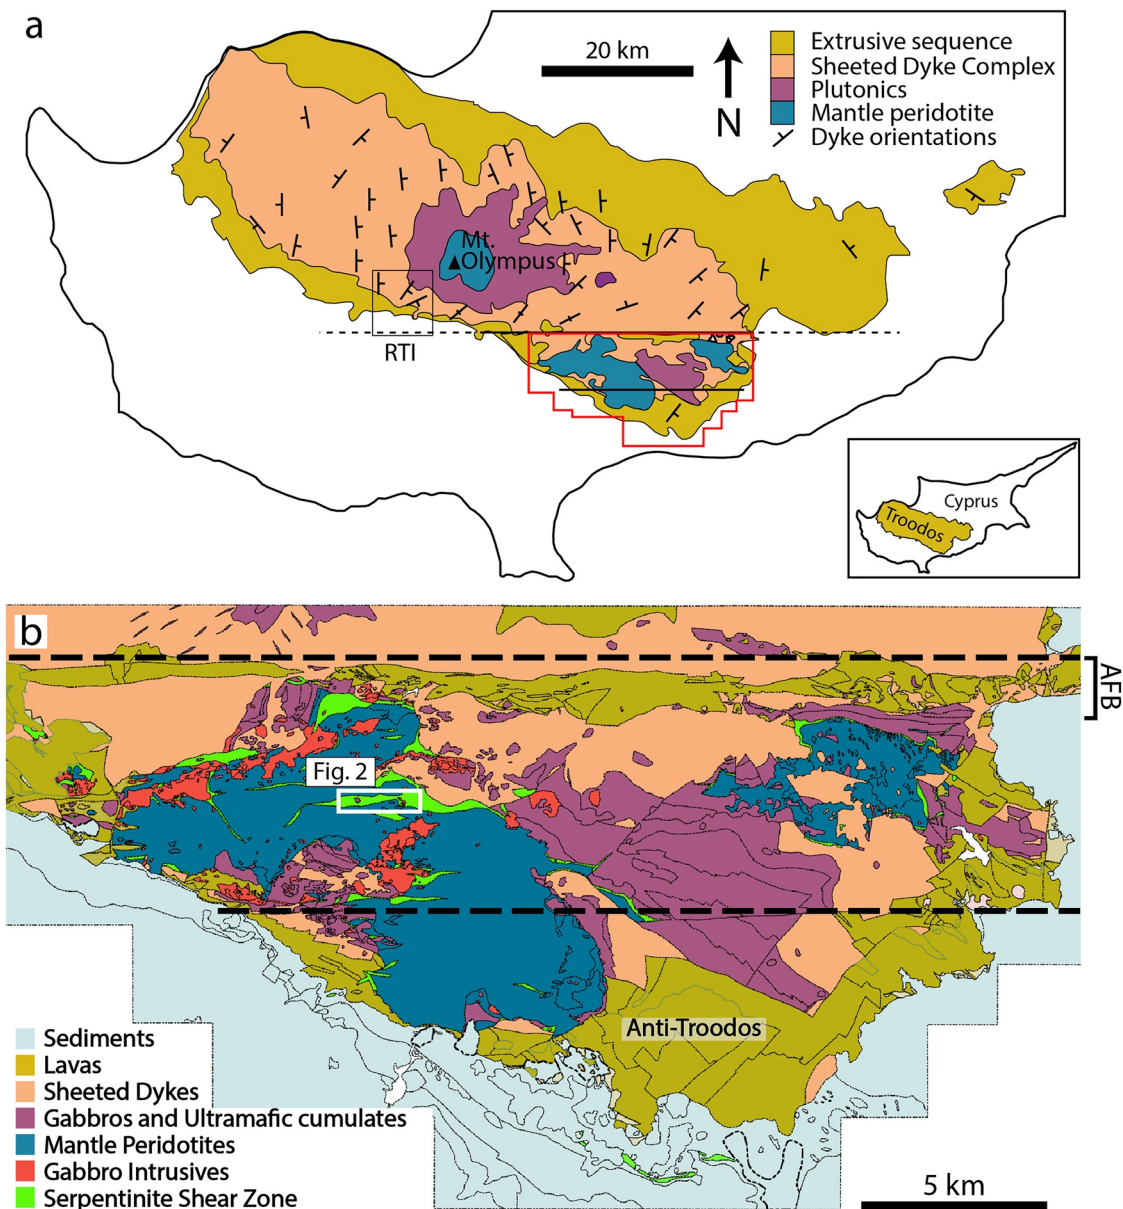 a
20 km
N
Extrusive sequence
Sheeted Dyke Complex
Plutonics
Mantle peridotite
Dyke orientations
Mt.
Olympus
RTI
Cyprus
Troodos
b
AFB
Fig. 2
Anti-Troodos
Sediments
Lavas
Sheeted Dykes
Gabbros and Ultramafic cumulates
Mantle Peridotites
Gabbro Intrusives
Serpentinite Shear Zone
5 km